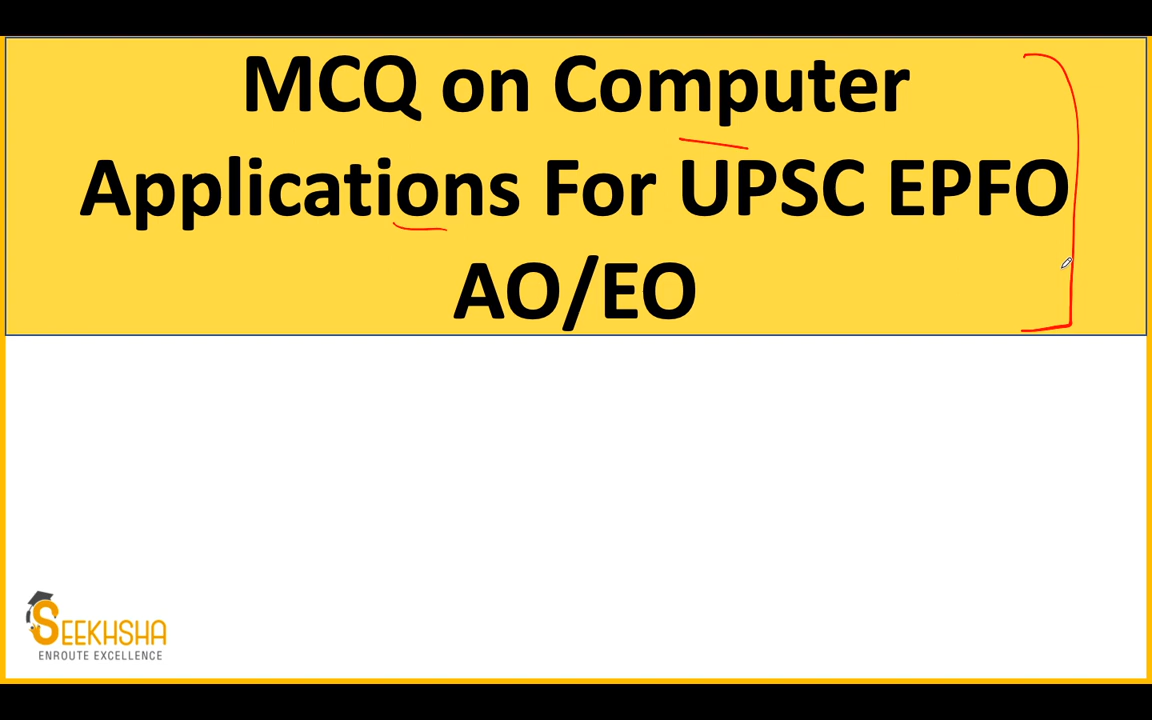 MCQ on Computer
Applications For UPSC EPFO
AO/EO
SEEKHSHA
ENROUTE EXCELLENCE